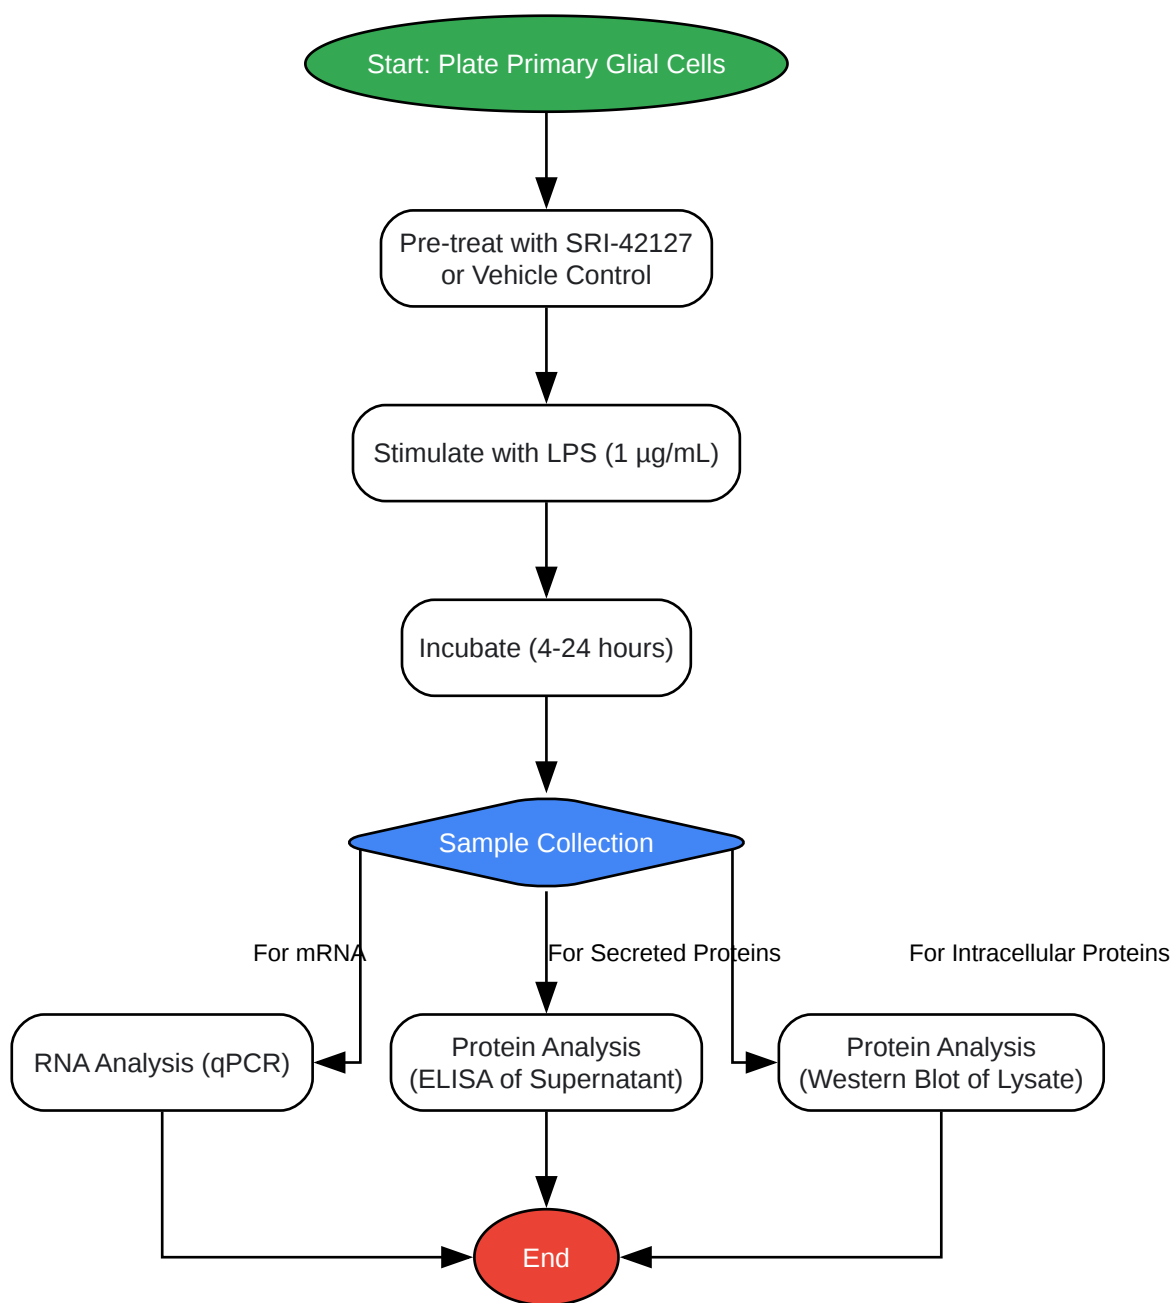 Start: Plate Primary Glial Cells
Pre-treat with SRI-42127
or Vehicle Control
Stimulate with LPS (1 µg/mL)
Incubate (4-24 hours)
Sample Collection
For mRNA
For Secreted Proteins
For Intracellular Proteins
RNA Analysis (qPCR)
Protein Analysis
(ELISA of Supernatant)
Protein Analysis
(Western Blot of Lysate)
End